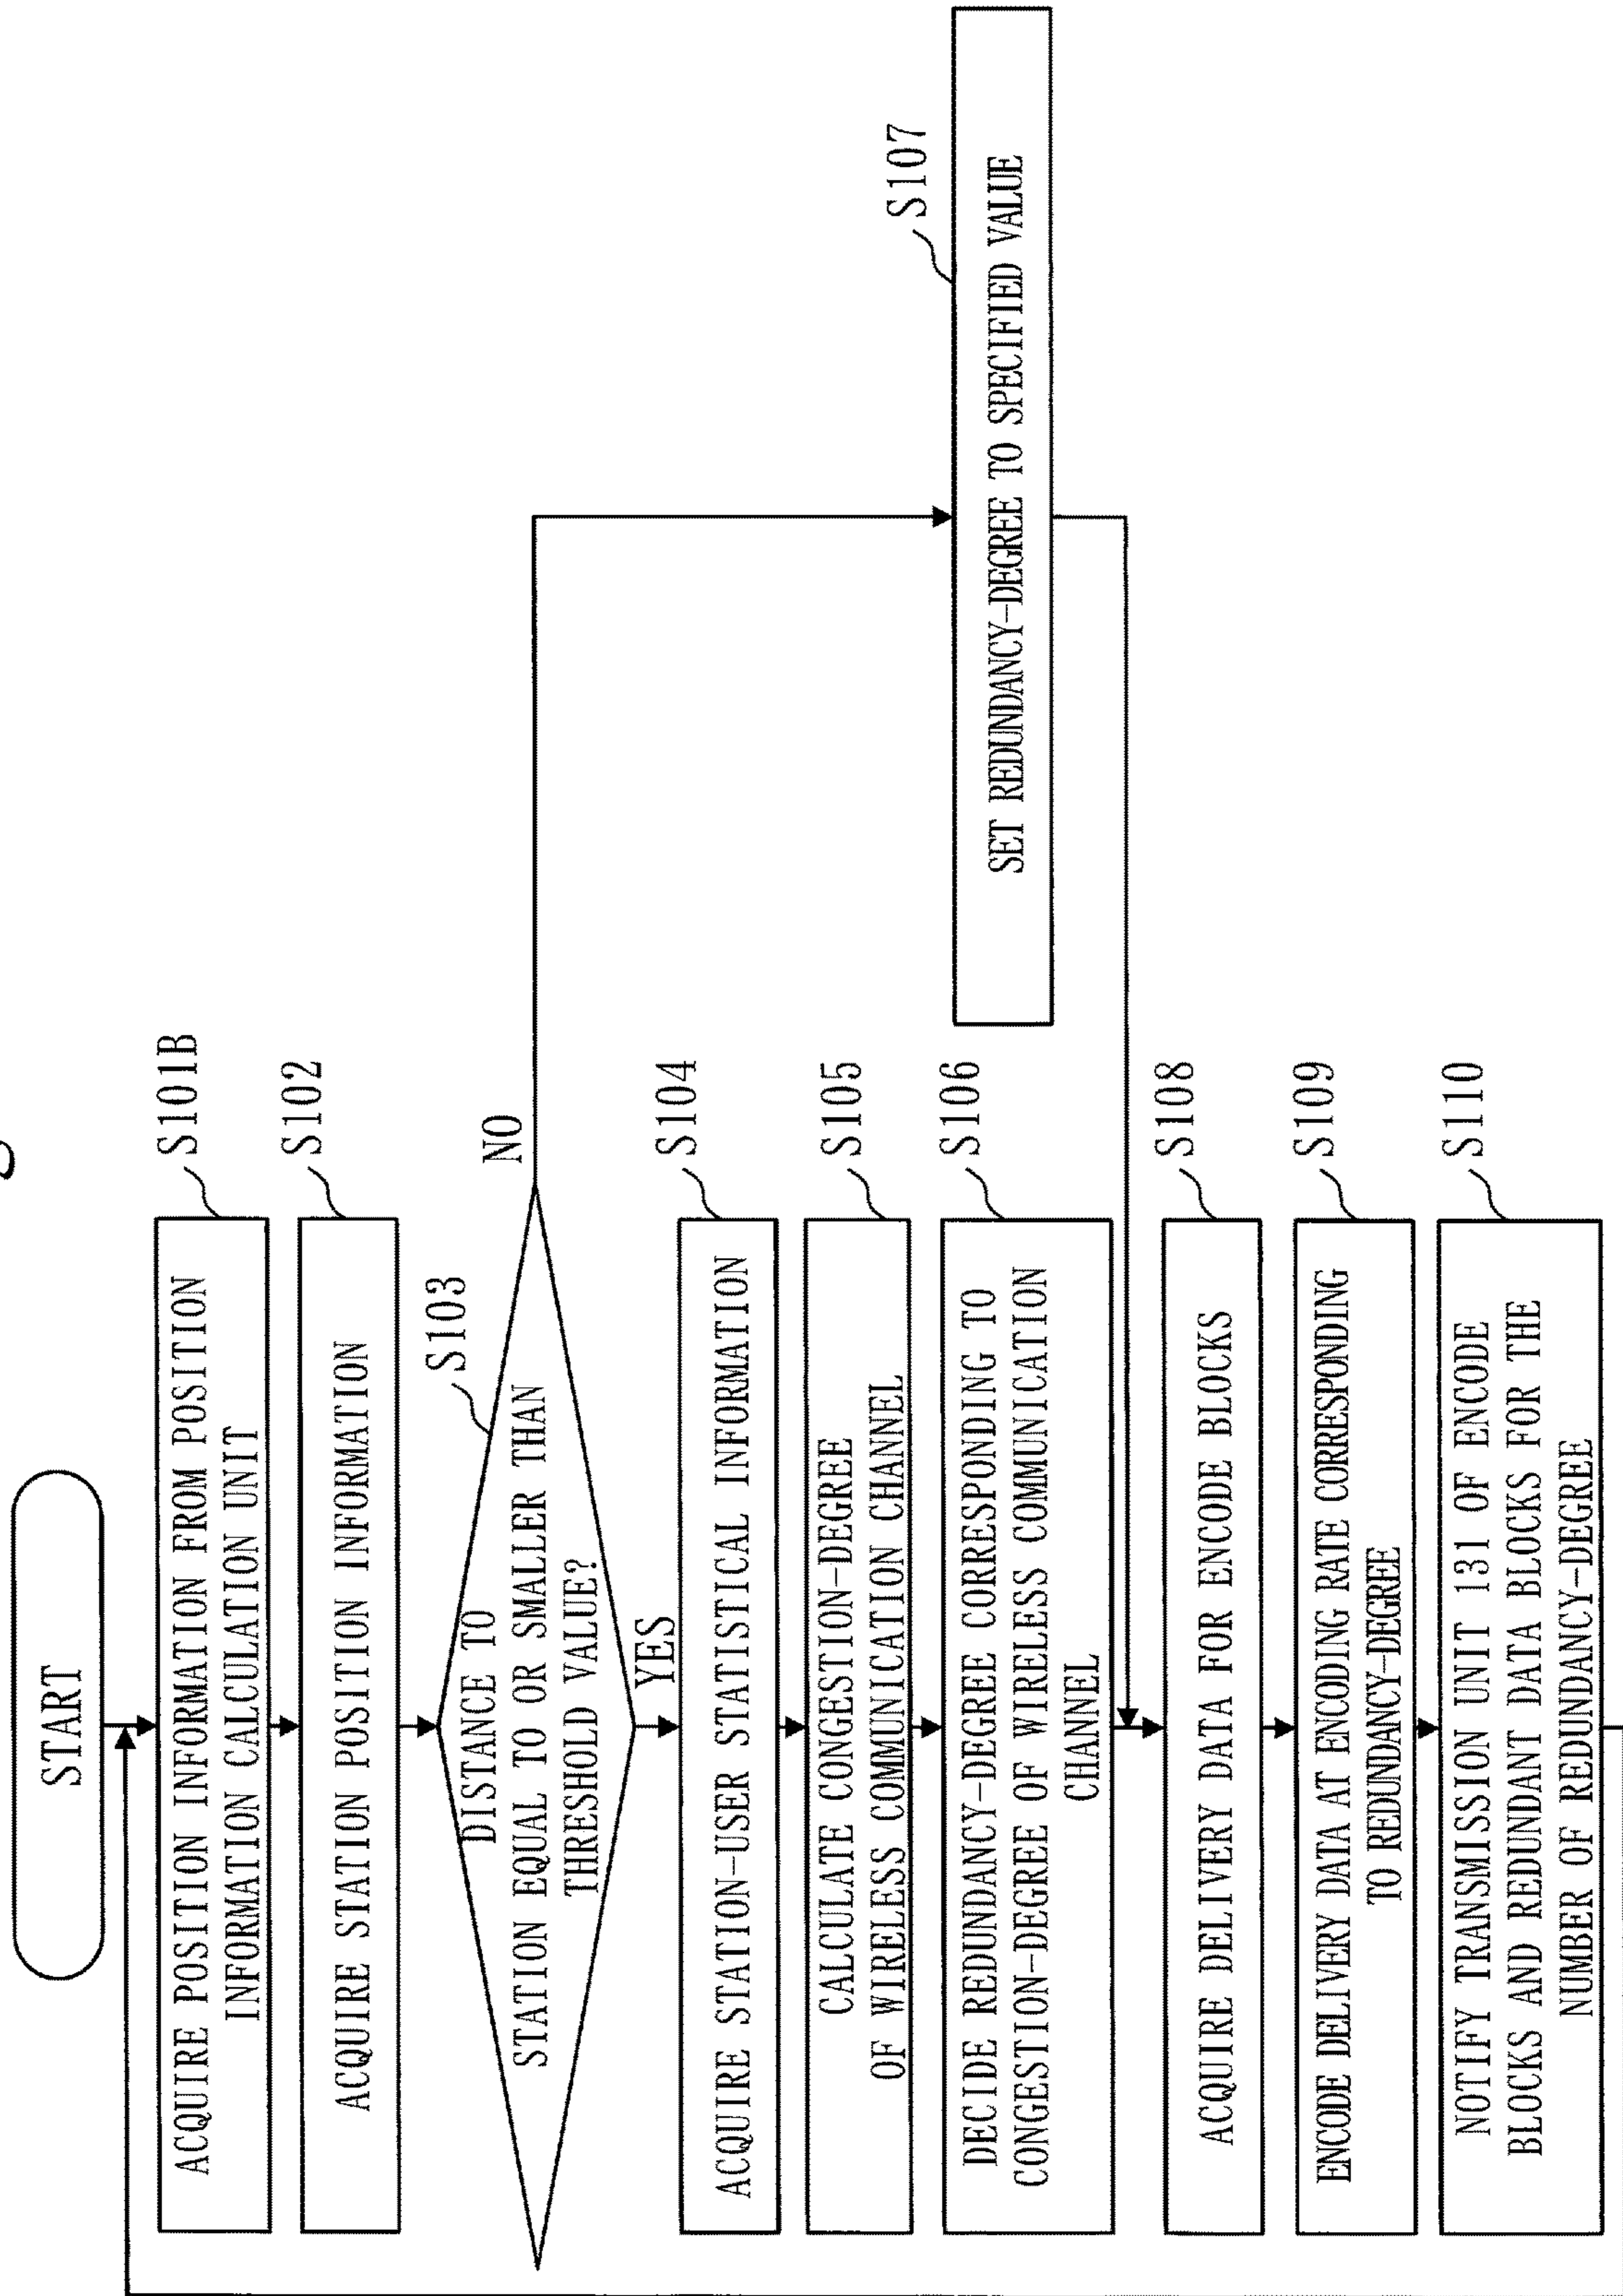 START
ACQUIRE POSITION INFORMATION FROM POSITION
INFORMATION CALCULATION UNIT
S101B
ACQUIRE STATION POSITION INFORMATION
S102
DISTANCE TO
STATION EQUAL TO OR SMALLER THAN
THRESHOLD VALUE?
S103
NO
YES
ACQUIRE STATION-USER STATISTICAL INFORMATION
S104
CALCULATE CONGESTION-DEGREE
OF WIRELESS COMMUNICATION CHANNEL
S105
DECIDE REDUNDANCY-DEGREE CORRESPONDING TO
CONGESTION-DEGREE OF WIRELESS COMMUNICATION
CHANNEL
S106
SET REDUNDANCY-DEGREE TO SPECIFIED VALUE
S107
ACQUIRE DELIVERY DATA FOR ENCODE BLOCKS
S108
ENCODE DELIVERY DATA AT ENCODING RATE CORRESPONDING
TO REDUNDANCY-DEGREE
S109
NOTIFY TRANSMISSION UNIT 131 OF ENCODE
BLOCKS AND REDUNDANT DATA BLOCKS FOR THE
NUMBER OF REDUNDANCY-DEGREE
S110